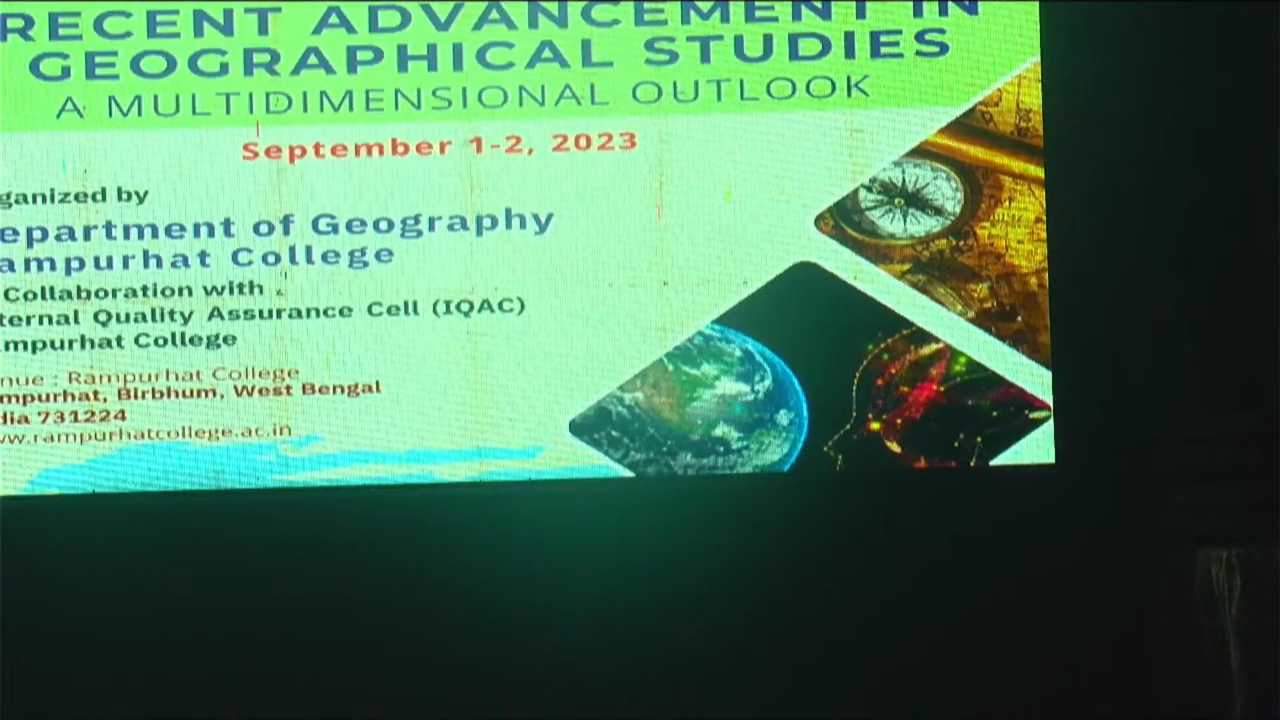 RECENT ADVANCEMENT IN
GEOGRAPHICAL STUDIES
A MULTIDIMENSIONAL OUTLOOK
September 1-2, 2023
ganized by
epartment of Geography
ampurhat College
Collaboration with
ternal Quality Assurance Cell (IQAC)
mpurhat College
nue : Rampurhat College
mpurhat, Birbhum, West Bengal
dia 731224
ww.rampurhatcollege.ac.in